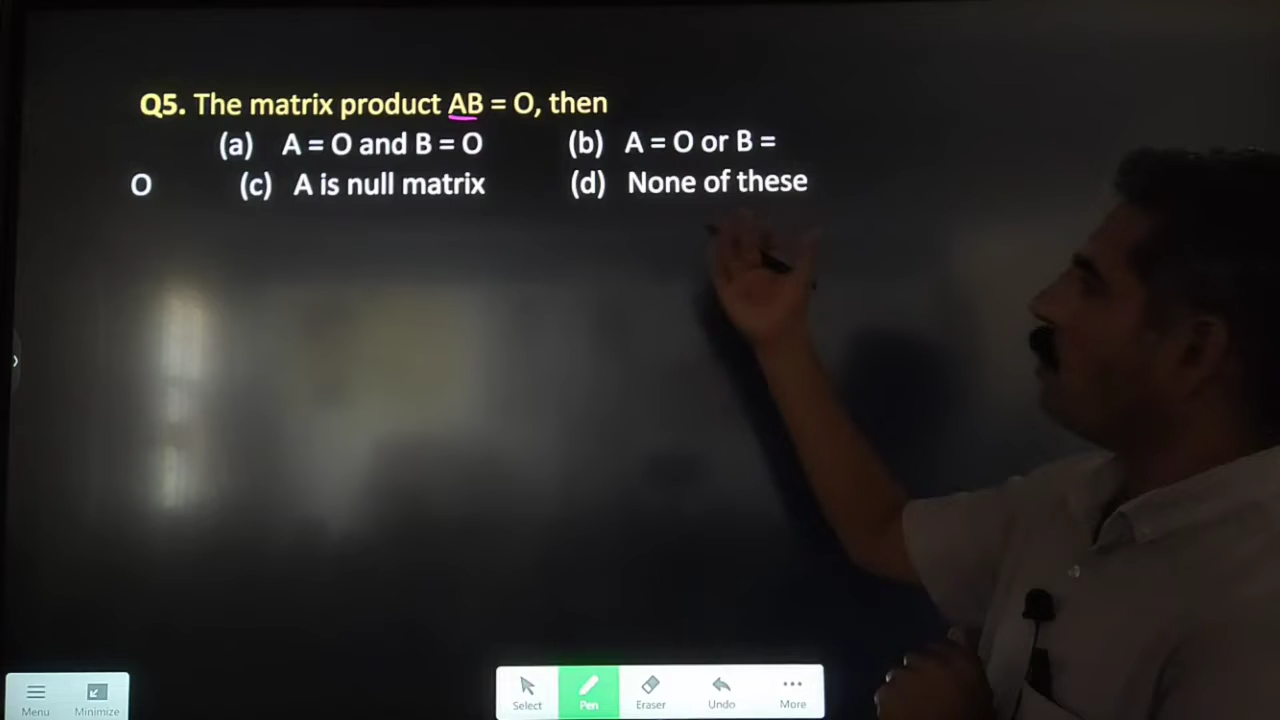 Q5. The matrix product AB = O, then
(a) A = O and B = O (b) A = O or B =
O (c) A is null matrix (d) None of these
Menu Minimize Select Pen Eraser Undo More